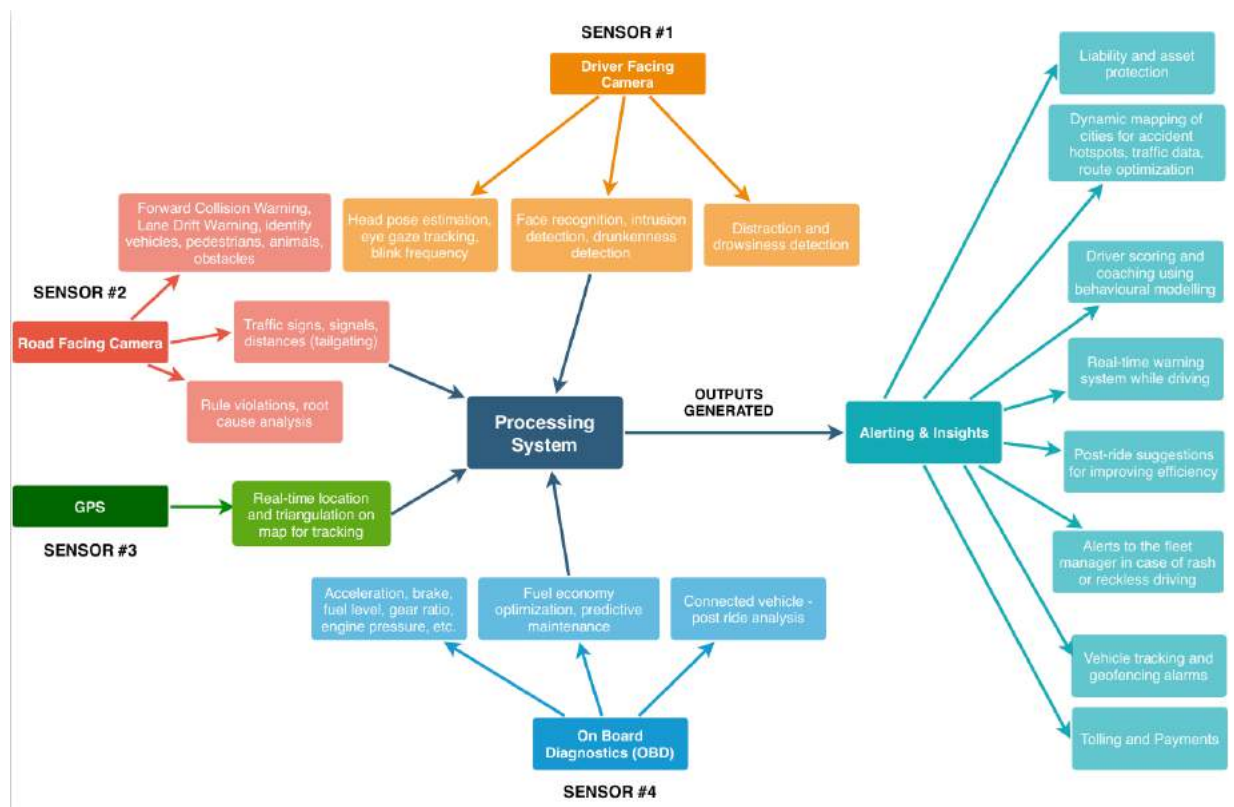 SENSOR #1
Driver Facing
Camera
Head pose estimation,
eye gaze tracking,
blink frequency
Face recognition, intrusion
detection, drunkenness
detection
Distraction and
drowsiness detection
Forward Collision Warning,
Lane Drift Warning, identify
vehicles, pedestrians, animals,
obstacles
SENSOR #2
Road Facing Camera
Traffic signs, signals,
distances (tailgating)
Rule violations, root
cause analysis
GPS
SENSOR #3
Real-time location
and triangulation on
map for tracking
Processing
System
Acceleration, brake,
fuel level, gear ratio,
engine pressure, etc.
Fuel economy
optimization, predictive
maintenance
Connected vehicle -
post ride analysis
On Board
Diagnostics (OBD)
SENSOR #4
OUTPUTS
GENERATED
Alerting & Insights
Liability and asset
protection
Dynamic mapping of
cities for accident
hotspots, traffic data,
route optimization
Driver scoring and
coaching using
behavioural modelling
Real-time warning
system while driving
Post-ride suggestions
for improving efficiency
Alerts to the fleet
manager in case of rash
or reckless driving
Vehicle tracking and
geofencing alarms
Tolling and Payments